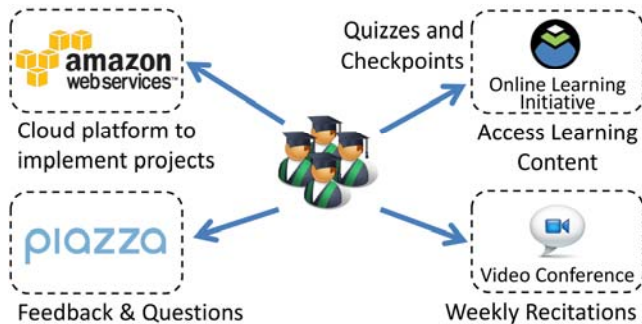 amazon
webservices™
Cloud platform to
implement projects
Quizzes and
Checkpoints
Online Learning
Initiative
Access Learning
Content
piazza
Feedback & Questions
Video Conference
Weekly Recitations